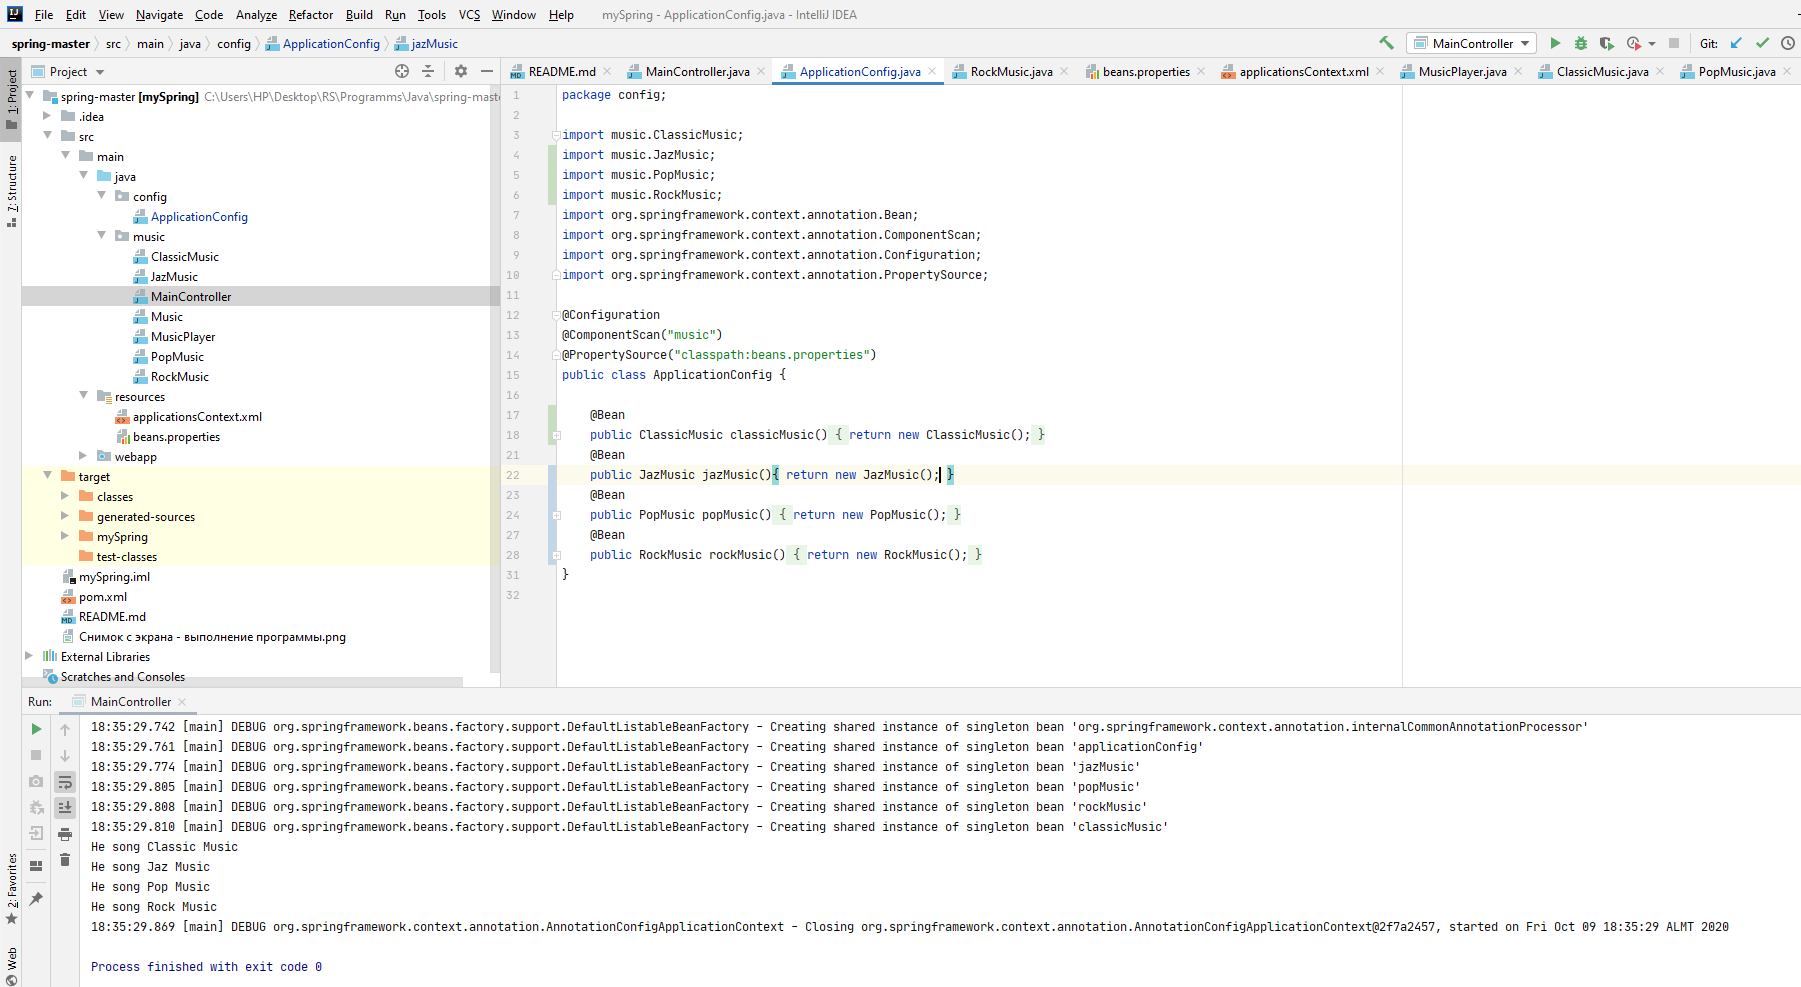 File Edit View Navigate Code Analyze Refactor Build Run Tools VCS Window Help mySpring - ApplicationConfig.java - IntelliJ IDEA
spring-master src main java config ApplicationConfig jazMusic MainController Git:
Project
README.md MainController.java ApplicationConfig.java RockMusic.java beans.properties applicationsContext.xml MusicPlayer.java ClassicMusic.java PopMusic.java
1: Project
7: Structure
2: Favorites
Web
spring-master [mySpring] C:\Users\HP\Desktop\RS\Programms\Java\spring-mast
.idea
src
main
java
config
ApplicationConfig
music
ClassicMusic
JazMusic
MainController
Music
MusicPlayer
PopMusic
RockMusic
resources
applicationsContext.xml
beans.properties
webapp
target
classes
generated-sources
mySpring
test-classes
mySpring.iml
pom.xml
README.md
Снимок с экрана - выполнение программы.png
External Libraries
Scratches and Consoles
1 package config;
2
3 import music.ClassicMusic;
4 import music.JazMusic;
5 import music.PopMusic;
6 import music.RockMusic;
7 import org.springframework.context.annotation.Bean;
8 import org.springframework.context.annotation.ComponentScan;
9 import org.springframework.context.annotation.Configuration;
10 import org.springframework.context.annotation.PropertySource;
11
12 @Configuration
13 @ComponentScan("music")
14 @PropertySource("classpath:beans.properties")
15 public class ApplicationConfig {
16
17 @Bean
18 public ClassicMusic classicMusic() { return new ClassicMusic(); }
21 @Bean
22 public JazMusic jazMusic(){ return new JazMusic(); }
23 @Bean
24 public PopMusic popMusic() { return new PopMusic(); }
27 @Bean
28 public RockMusic rockMusic() { return new RockMusic(); }
31 }
32
Run: MainController
18:35:29.742 [main] DEBUG org.springframework.beans.factory.support.DefaultListableBeanFactory - Creating shared instance of singleton bean 'org.springframework.context.annotation.internalCommonAnnotationProcessor'
18:35:29.761 [main] DEBUG org.springframework.beans.factory.support.DefaultListableBeanFactory - Creating shared instance of singleton bean 'applicationConfig'
18:35:29.774 [main] DEBUG org.springframework.beans.factory.support.DefaultListableBeanFactory - Creating shared instance of singleton bean 'jazMusic'
18:35:29.805 [main] DEBUG org.springframework.beans.factory.support.DefaultListableBeanFactory - Creating shared instance of singleton bean 'popMusic'
18:35:29.808 [main] DEBUG org.springframework.beans.factory.support.DefaultListableBeanFactory - Creating shared instance of singleton bean 'rockMusic'
18:35:29.810 [main] DEBUG org.springframework.beans.factory.support.DefaultListableBeanFactory - Creating shared instance of singleton bean 'classicMusic'
He song Classic Music
He song Jaz Music
He song Pop Music
He song Rock Music
18:35:29.869 [main] DEBUG org.springframework.context.annotation.AnnotationConfigApplicationContext - Closing org.springframework.context.annotation.AnnotationConfigApplicationContext@2f7a2457, started on Fri Oct 09 18:35:29 ALMT 2020
Process finished with exit code 0